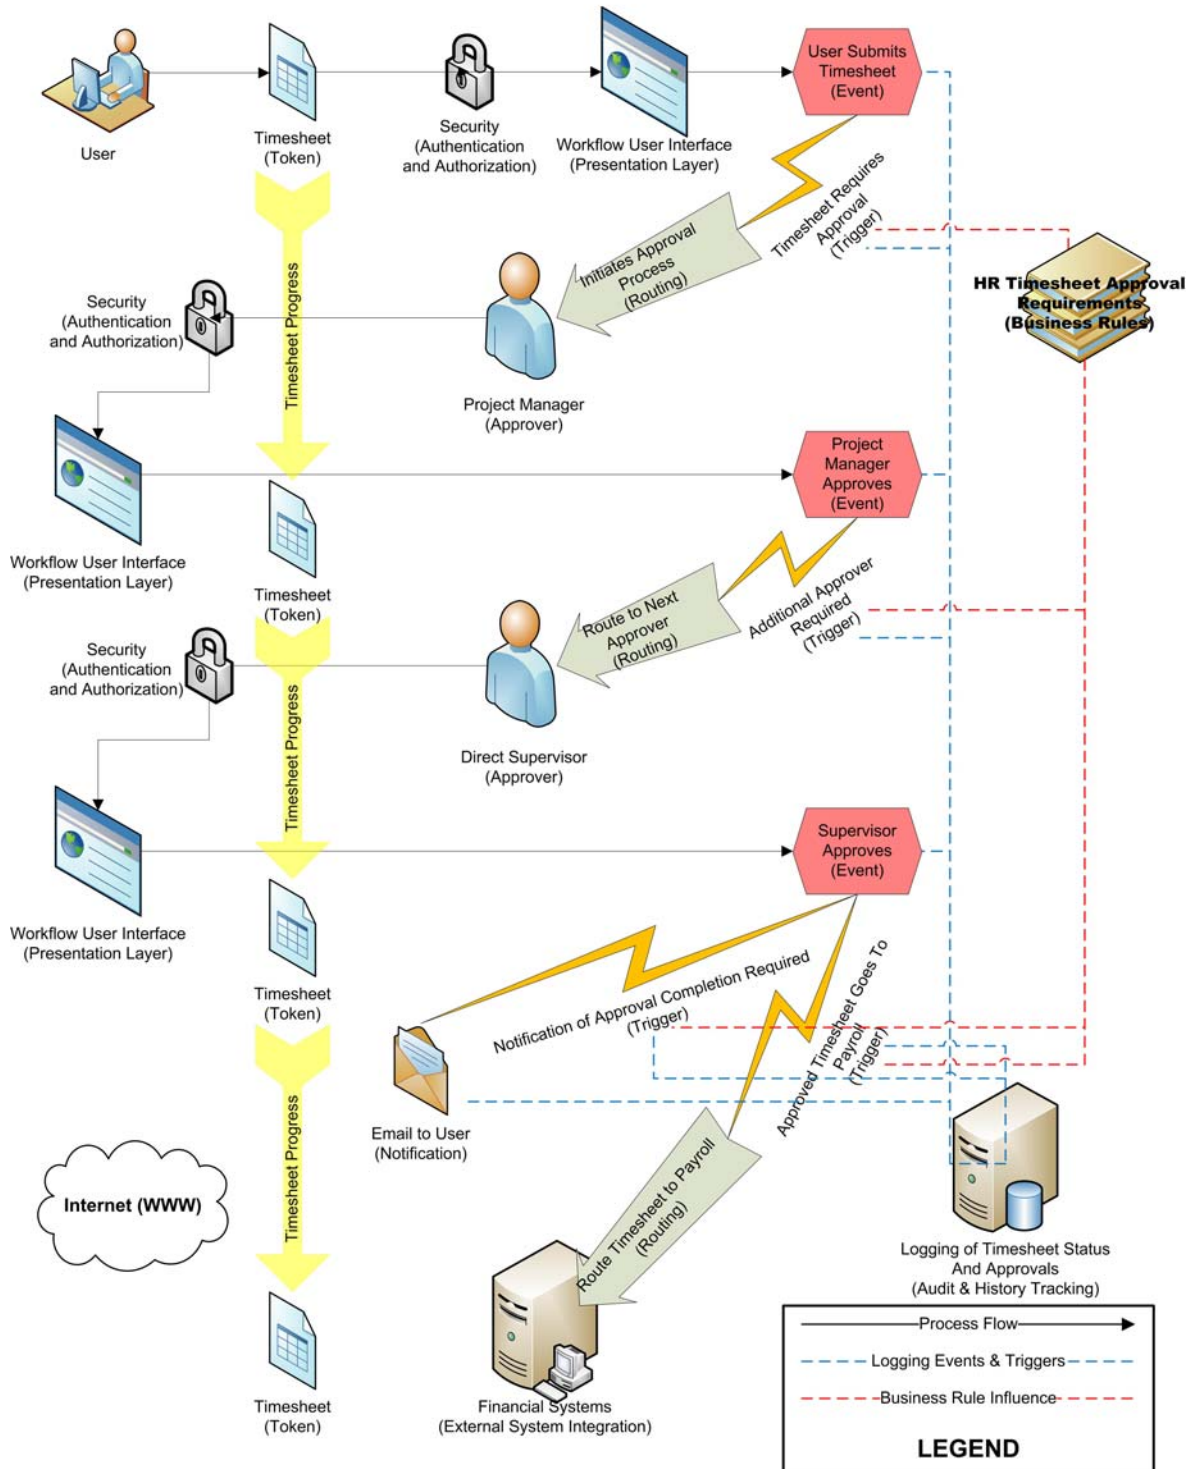 User
Timesheet
(Token)
Security
(Authentication
and Authorization)
Workflow User Interface
(Presentation Layer)
User Submits
Timesheet
(Event)
Timesheet Requires
Approval
(Trigger)
Initiates Approval
Process
(Routing)
HR Timesheet Approval
Requirements
(Business Rules)
Security
(Authentication
and Authorization)
Timesheet Progress
Project Manager
(Approver)
Project
Manager
Approves
(Event)
Workflow User Interface
(Presentation Layer)
Timesheet
(Token)
Additional Approver
Required
(Trigger)
Route to Next
Approver
(Routing)
Security
(Authentication
and Authorization)
Timesheet Progress
Direct Supervisor
(Approver)
Supervisor
Approves
(Event)
Workflow User Interface
(Presentation Layer)
Timesheet
(Token)
Notification of Approval Completion Required
(Trigger)
Approved Timesheet Goes To
Payroll
(Trigger)
Email to User
(Notification)
Timesheet Progress
Internet (WWW)
Route Timesheet to Payroll
(Routing)
Logging of Timesheet Status
And Approvals
(Audit & History Tracking)
Timesheet
(Token)
Financial Systems
(External System Integration)
Process Flow
Logging Events & Triggers
Business Rule Influence
LEGEND